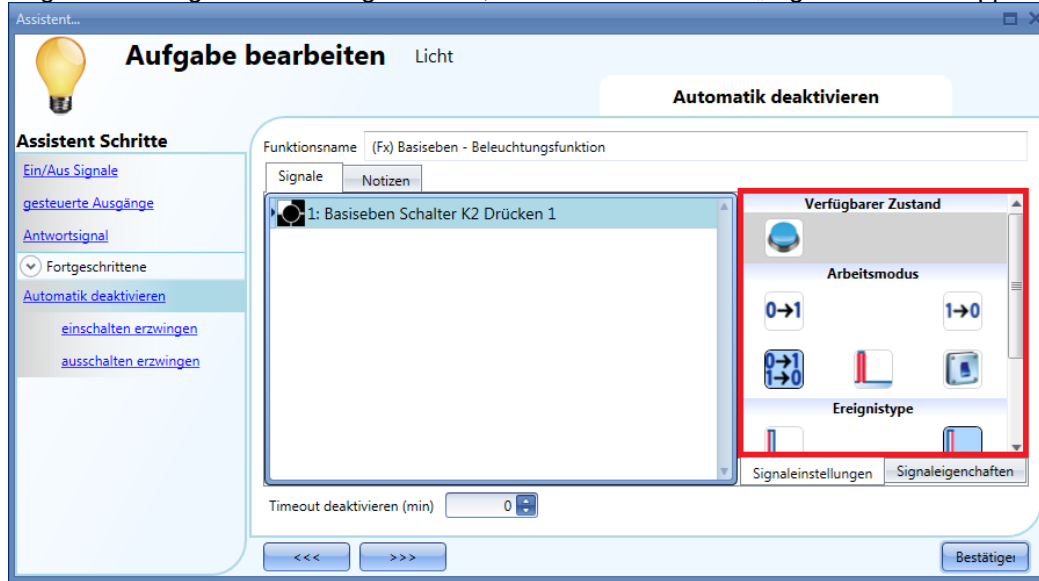 Assistent...
Aufgabe bearbeiten Licht
Automatik deaktivieren
Assistent Schritte
Ein/Aus Signale
gesteuerte Ausgänge
Antwortsignal
Fortgeschrittene
Automatik deaktivieren
einschalten erzwingen
ausschalten erzwingen
Funktionsname (Fx) Basiseben - Beleuchtungsfunktion
Signale Notizen
1: Basiseben Schalter K2 Drücken 1
Verfügbarer Zustand
Arbeitsmodus
0→1 1→0
0→1
1→0
Ereignistype
Signaleinstellungen Signaleigenchaften
Timeout deaktivieren (min) 0
<<< >>> Bestätiger